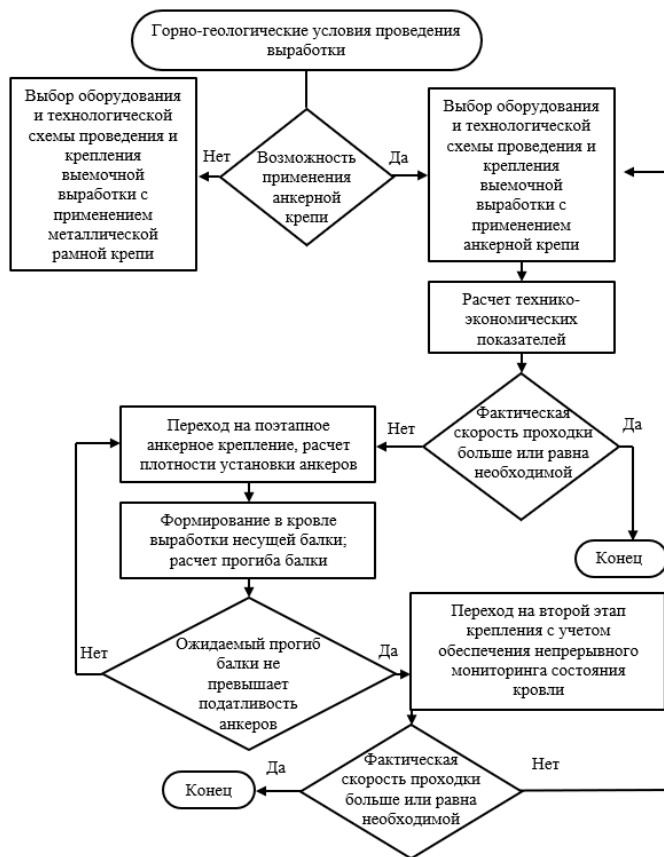 Горно-геологические условия проведения
выработки
Выбор оборудования
и технологической
схемы проведения и
крепления
выемочной
выработки с
применением
металлической
рамной крепи
Нет
Возможность
применения
анкерной
крепи
Да
Выбор оборудования
и технологической
схемы проведения и
крепления
выемочной
выработки с
применением
анкерной крепи
Расчет технико-
экономических
показателей
Переход на поэтапное
анкерное крепление, расчет
плотности установки анкеров
Нет
Фактическая
скорость проходки
больше или равна
необходимой
Да
Конец
Формирование в кровле
выработки несущей балки;
расчет прогиба балки
Нет
Ожидаемый прогиб
балки не
превышает
податливость
анкеров
Да
Переход на второй этап
крепления с учетом
обеспечения непрерывного
мониторинга состояния
кровли
Конец
Да
Фактическая
скорость проходки
больше или равна
необходимой
Нет